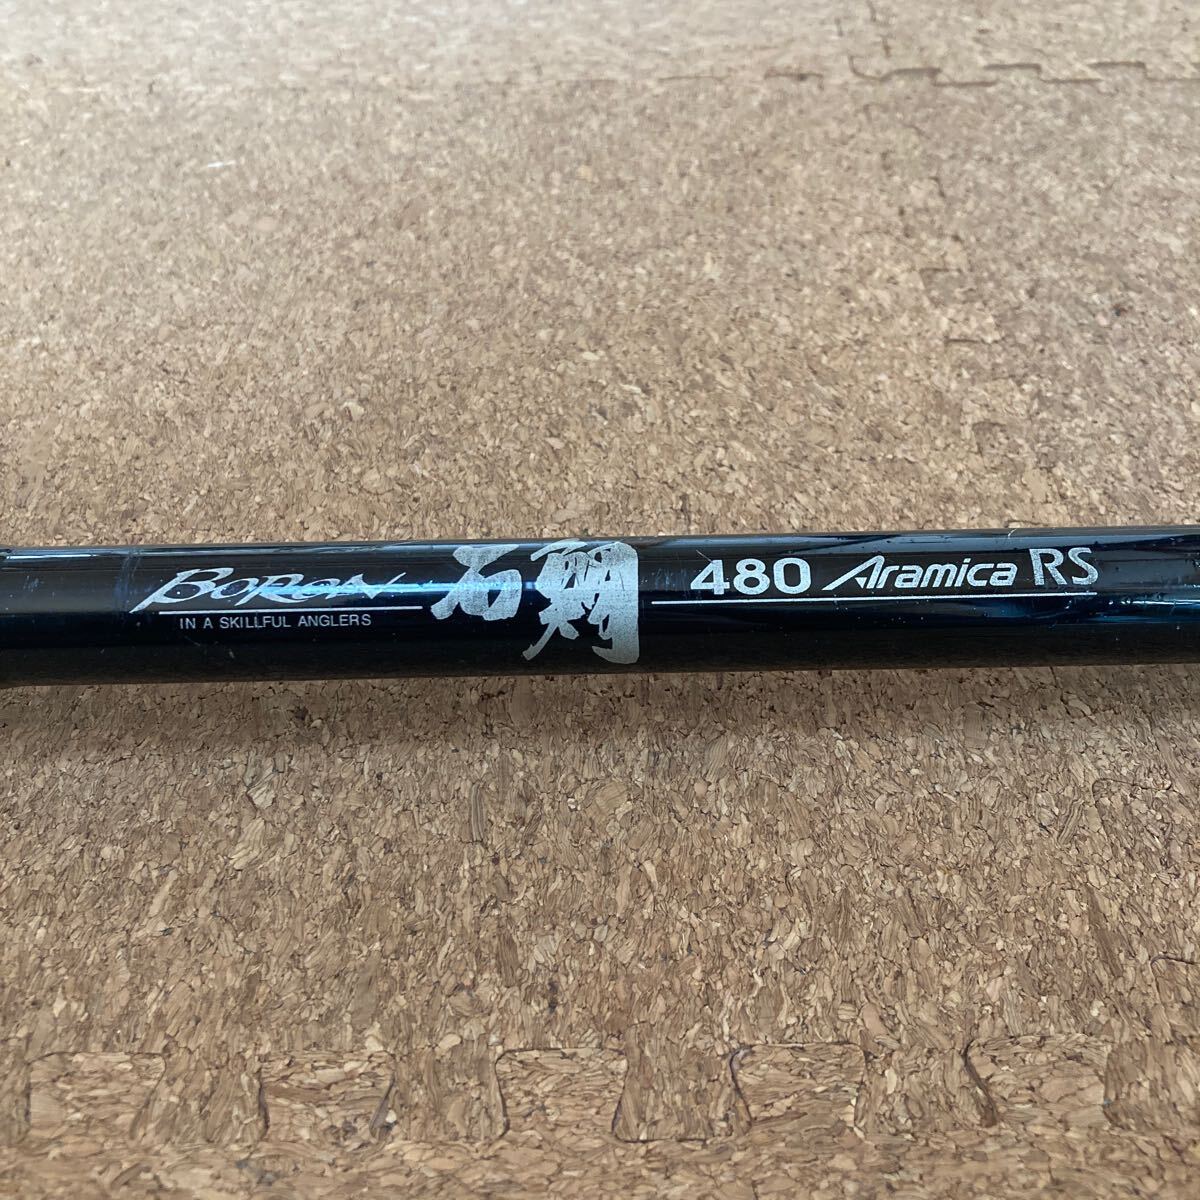 BORON 石鯛 480 Aramica RS
IN A SKILLFUL ANGLERS